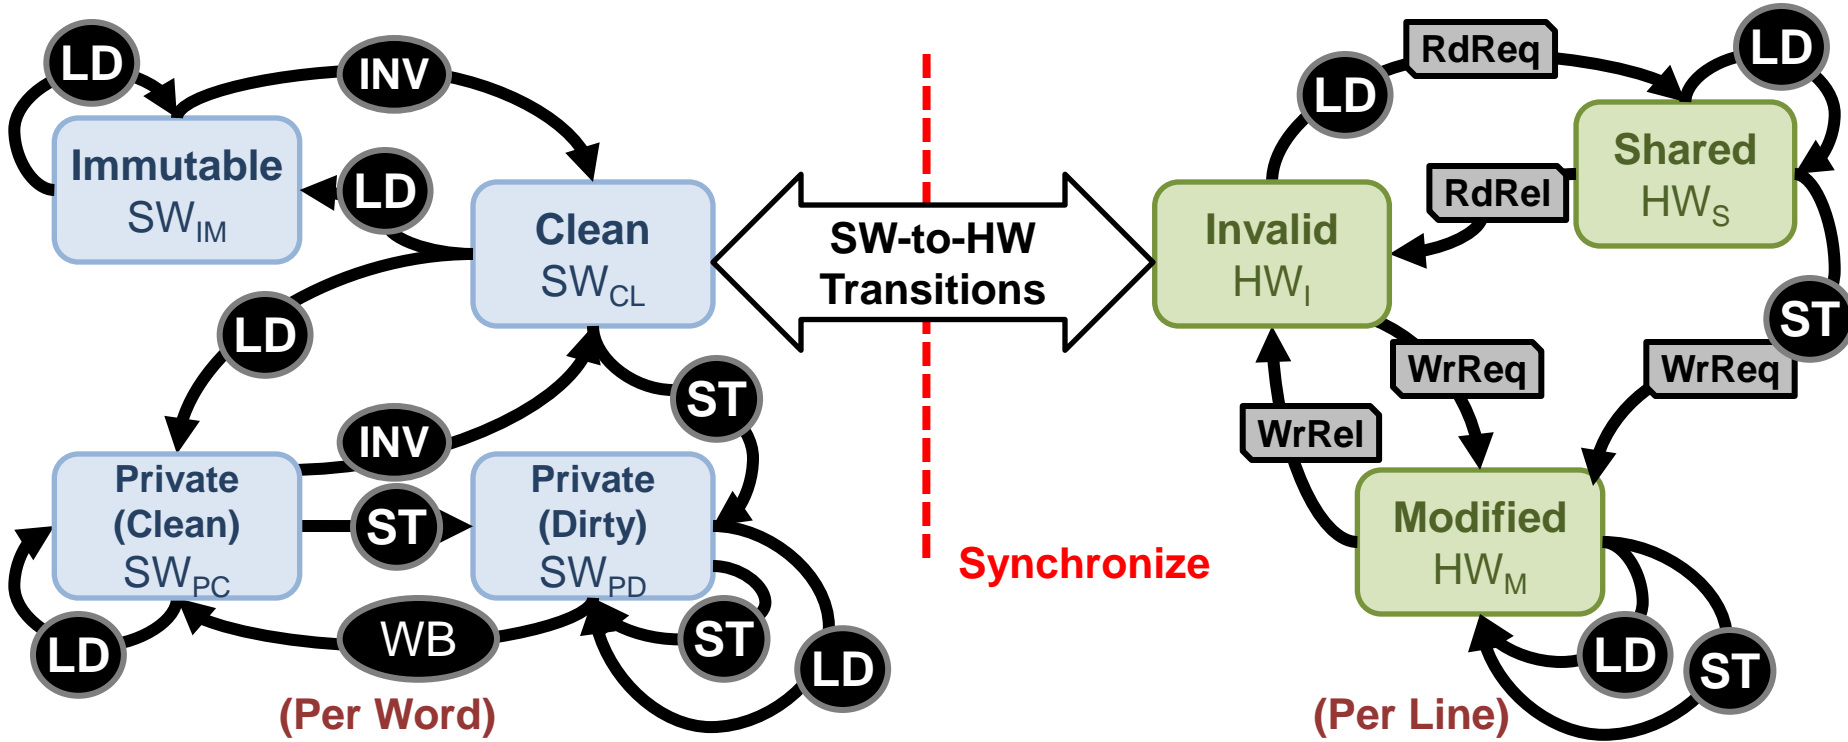 LD
INV
Immutable
SW_IM
LD
Clean
SW_CL
LD
INV
ST
Private
(Clean)
SW_PC
ST
Private
(Dirty)
SW_PD
LD
WB
ST
LD
(Per Word)
SW-to-HW
Transitions
Synchronize
LD
RdReq
LD
Shared
HW_S
RdRel
Invalid
HW_I
ST
WrReq
WrReq
WrRel
Modified
HW_M
LD
ST
(Per Line)